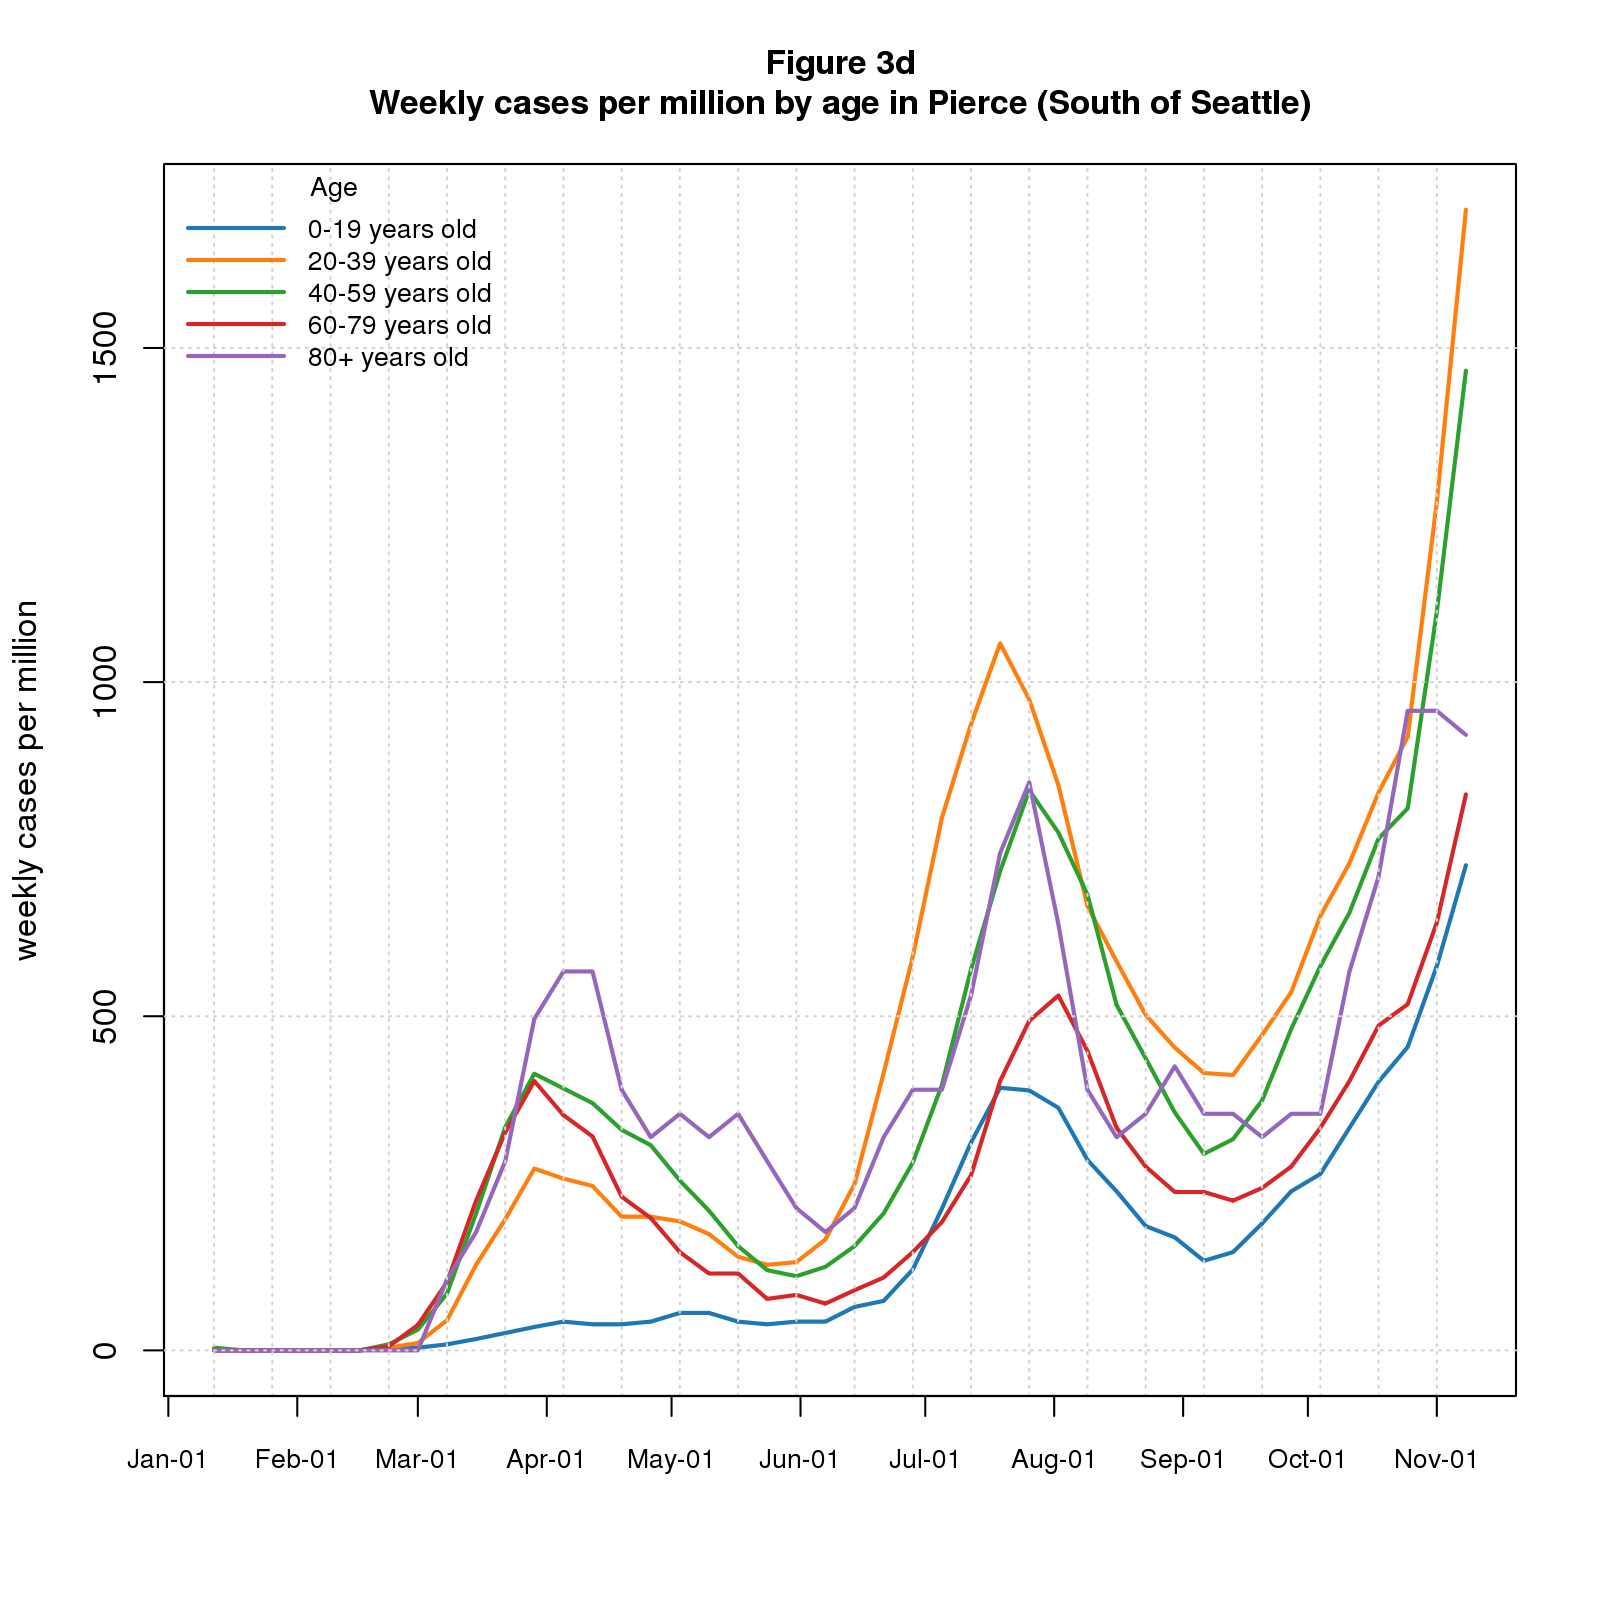 Figure 3d
Weekly cases per million by age in Pierce (South of Seattle)
Age
0-19 years old
20-39 years old
40-59 years old
60-79 years old
80+ years old
weekly cases per million
1500
1000
500
0
Jan-01 Feb-01 Mar-01 Apr-01 May-01 Jun-01 Jul-01 Aug-01 Sep-01 Oct-01 Nov-01